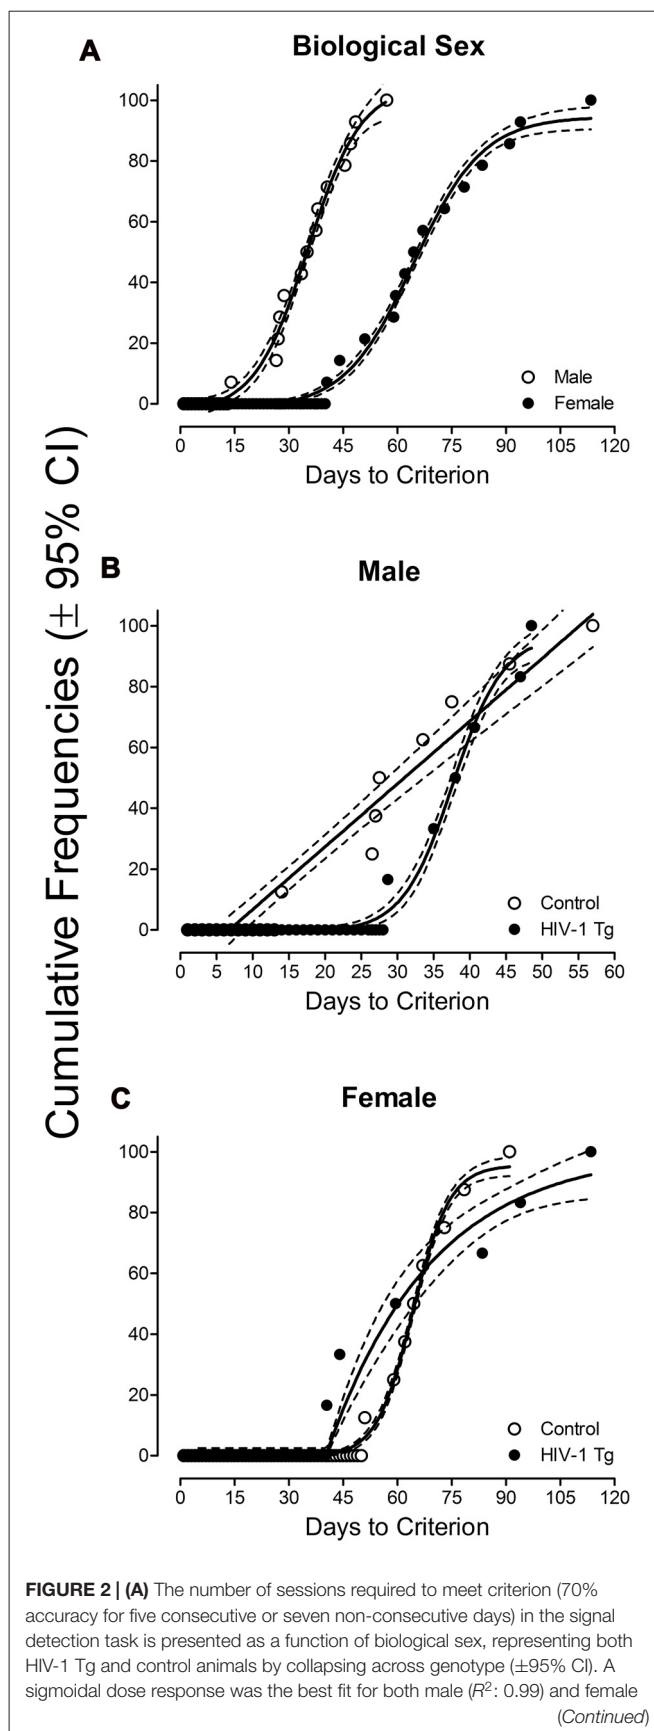 A
Biological Sex
100
80
60
40
20
0
Male
Female
0 15 30 45 60 75 90 105 120
Days to Criterion
Cumulative Frequencies (± 95% CI)
B
Male
100
80
60
40
20
0
Control
HIV-1 Tg
0 5 10 15 20 25 30 35 40 45 50 55 60
Days to Criterion
C
Female
100
80
60
40
20
0
Control
HIV-1 Tg
0 15 30 45 60 75 90 105 120
Days to Criterion
FIGURE 2 | (A) The number of sessions required to meet criterion (70%
accuracy for five consecutive or seven non-consecutive days) in the signal
detection task is presented as a function of biological sex, representing both
HIV-1 Tg and control animals by collapsing across genotype (±95% CI). A
sigmoidal dose response was the best fit for both male (R²: 0.99) and female
(Continued)